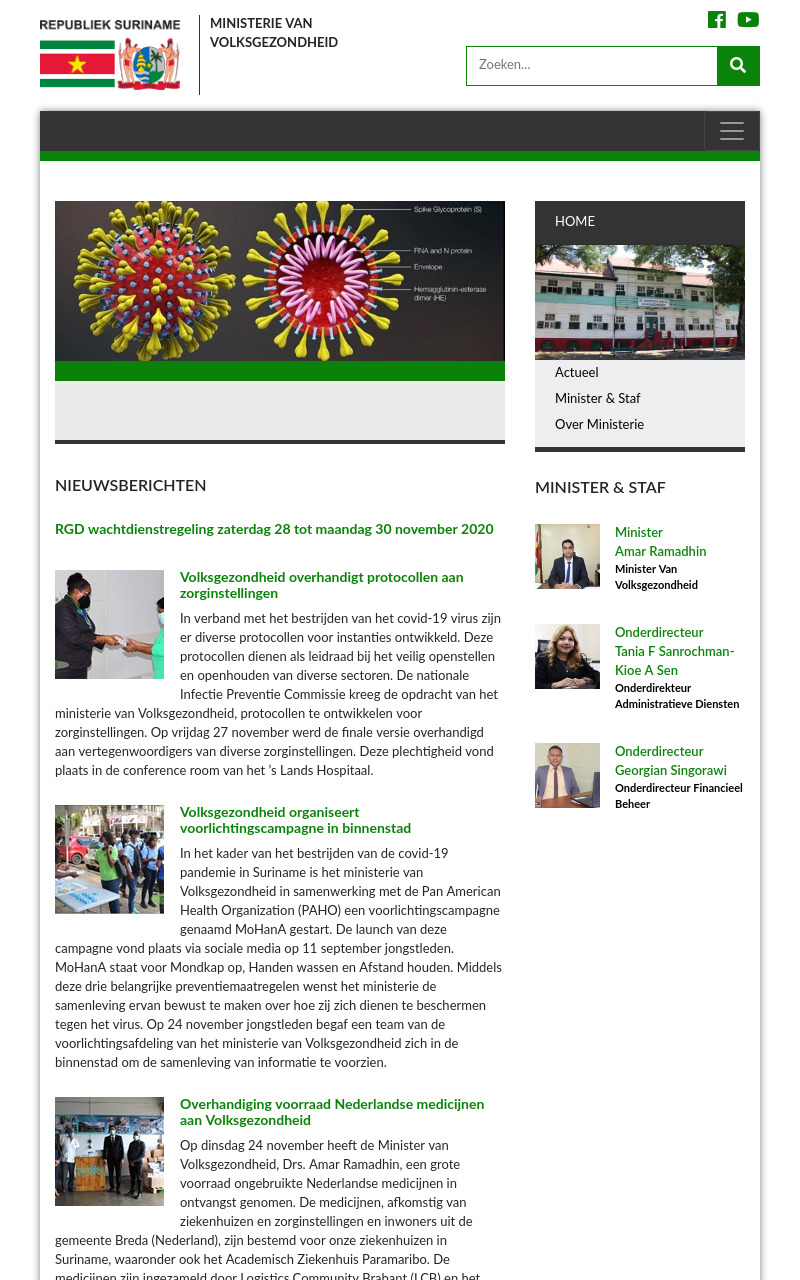 REPUBLIEK SURINAME
MINISTERIE VAN
VOLKSGEZONDHEID
Zoeken...
Spike Glycoprotein (S)
RNA and N protein
Envelope
Hemagglutinin-esterase
dimer (HE)
HOME
Actueel
Minister & Staf
Over Ministerie
NIEUWSBERICHTEN
RGD wachtdienstregeling zaterdag 28 tot maandag 30 november 2020
Volksgezondheid overhandigt protocollen aan
zorginstellingen
In verband met het bestrijden van het covid-19 virus zijn
er diverse protocollen voor instanties ontwikkeld. Deze
protocollen dienen als leidraad bij het veilig openstellen
en openhouden van diverse sectoren. De nationale
Infectie Preventie Commissie kreeg de opdracht van het
ministerie van Volksgezondheid, protocollen te ontwikkelen voor
zorginstellingen. Op vrijdag 27 november werd de finale versie overhandigd
aan vertegenwoordigers van diverse zorginstellingen. Deze plechtigheid vond
plaats in de conference room van het ’s Lands Hospitaal.
Volksgezondheid organiseert
voorlichtingscampagne in binnenstad
In het kader van het bestrijden van de covid-19
pandemie in Suriname is het ministerie van
Volksgezondheid in samenwerking met de Pan American
Health Organization (PAHO) een voorlichtingscampagne
genaamd MoHanA gestart. De launch van deze
campagne vond plaats via sociale media op 11 september jongstleden.
MoHanA staat voor Mondkap op, Handen wassen en Afstand houden. Middels
deze drie belangrijke preventiemaatregelen wenst het ministerie de
samenleving ervan bewust te maken over hoe zij zich dienen te beschermen
tegen het virus. Op 24 november jongstleden begaf een team van de
voorlichtingsafdeling van het ministerie van Volksgezondheid zich in de
binnenstad om de samenleving van informatie te voorzien.
Overhandiging voorraad Nederlandse medicijnen
aan Volksgezondheid
Op dinsdag 24 november heeft de Minister van
Volksgezondheid, Drs. Amar Ramadhin, een grote
voorraad ongebruikte Nederlandse medicijnen in
ontvangst genomen. De medicijnen, afkomstig van
ziekenhuizen en zorginstellingen en inwoners uit de
gemeente Breda (Nederland), zijn bestemd voor onze ziekenhuizen in
Suriname, waaronder ook het Academisch Ziekenhuis Paramaribo. De
medicijnen zijn ingezameld door Logistics Community Brabant (LCB) en het
MINISTER & STAF
Minister
Amar Ramadhin
Minister Van
Volksgezondheid
Onderdirecteur
Tania F Sanrochman-
Kioe A Sen
Onderdirekteur
Administratieve Diensten
Onderdirecteur
Georgian Singorawi
Onderdirecteur Financieel
Beheer